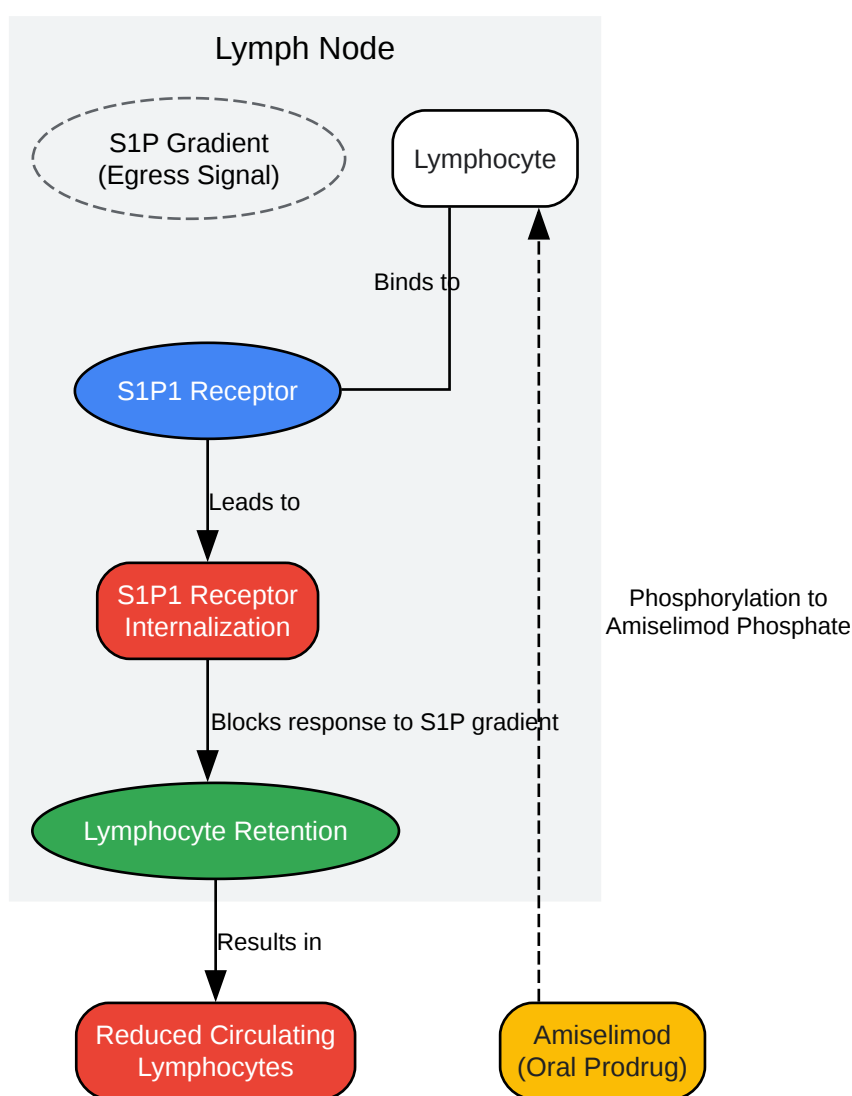 Lymph Node
S1P Gradient
(Egress Signal)
Lymphocyte
Binds to
S1P1 Receptor
Leads to
S1P1 Receptor
Internalization
Phosphorylation to
Amiselimod Phosphate
Blocks response to S1P gradient
Lymphocyte Retention
Results in
Reduced Circulating
Lymphocytes
Amiselimod
(Oral Prodrug)